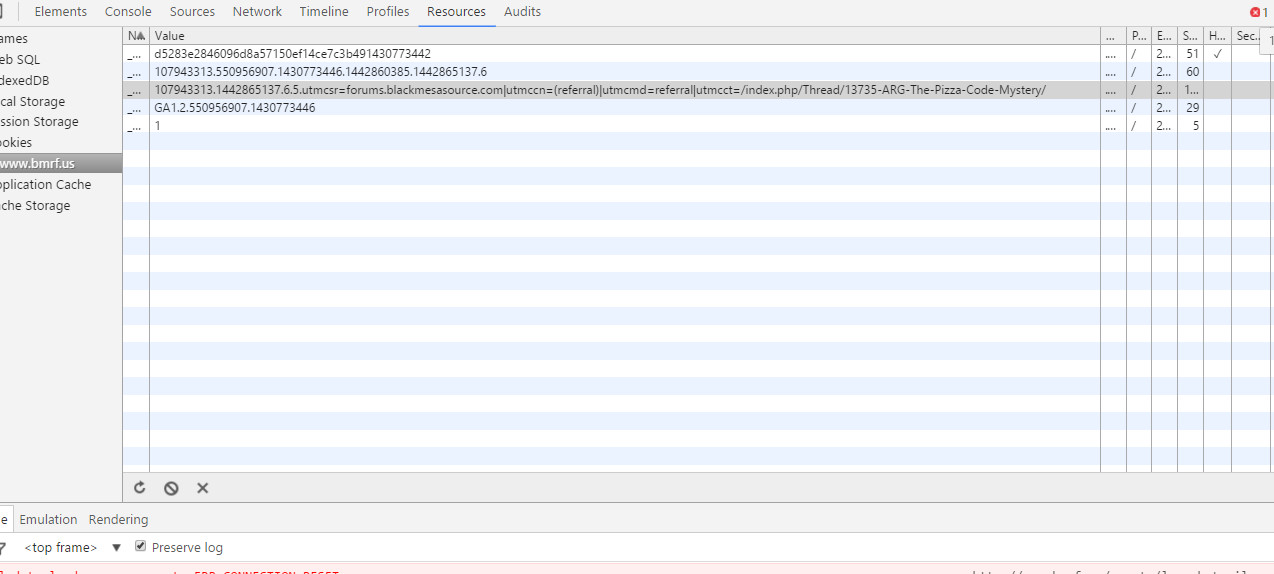 Elements Console Sources Network Timeline Profiles Resources Audits 1
ames
eb SQL
dexedDB
cal Storage
ssion Storage
ookies
www.bmrf.us
pplication Cache
che Storage
N Value ... P... E... S... H... Sec...
_... d5283e2846096d8a57150ef14ce7c3b491430773442 .... / 2... 51 ✓
_... 107943313.550956907.1430773446.1442860385.1442865137.6 .... / 2... 60
_... 107943313.1442865137.6.5.utmcsr=forums.blackmesasource.com|utmccn=(referral)|utmcmd=referral|utmcct=/index.php/Thread/13735-ARG-The-Pizza-Code-Mystery/ .... / 2... 1...
_... GA1.2.550956907.1430773446 .... / 2... 29
_... 1 .... / 2... 5
e Emulation Rendering
<top frame> ▼ Preserve log